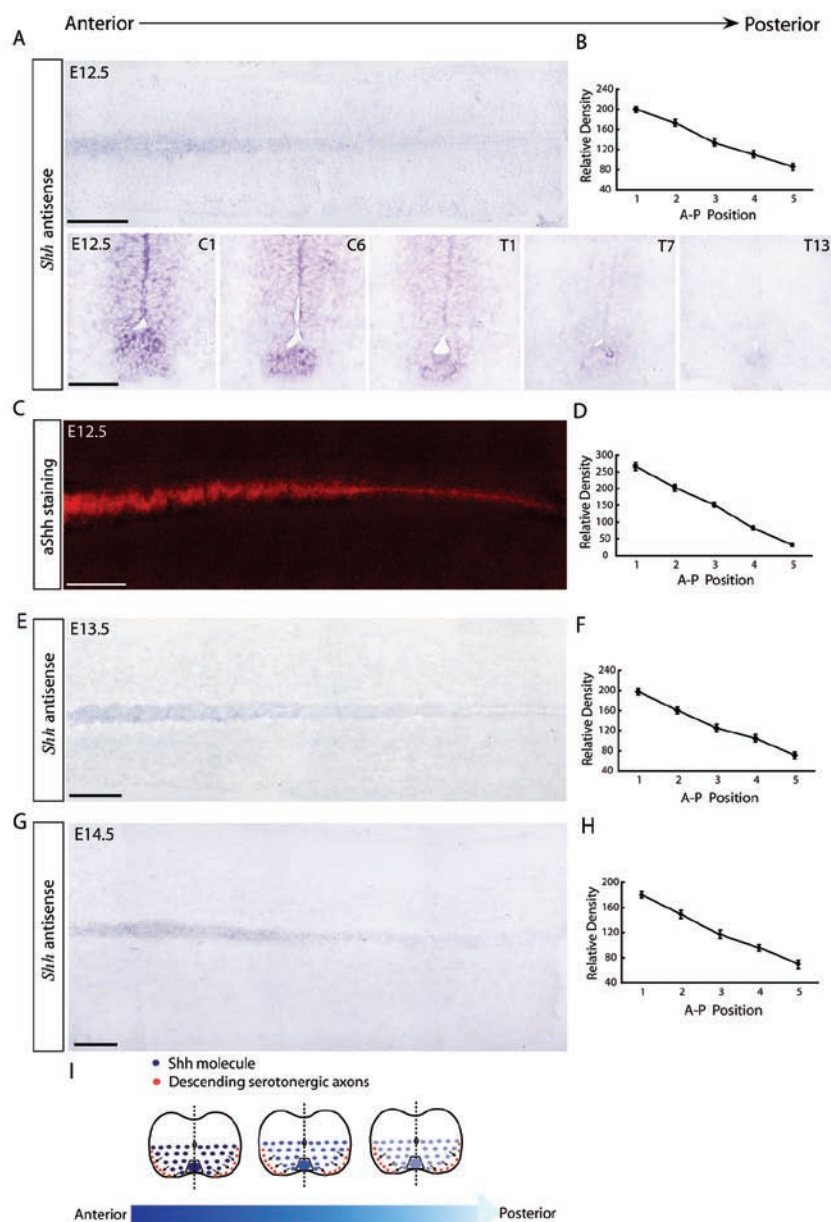 Anterior
Posterior
A
Shh antisense
E12.5
B
Relative Density
240
200
160
120
80
40
1 2 3 4 5
A-P Position
E12.5 C1
C6
T1
T7
T13
C
aShh staining
E12.5
D
Relative Density
300
250
200
150
100
50
0
1 2 3 4 5
A-P Position
E
Shh antisense
E13.5
F
Relative Density
240
200
160
120
80
40
1 2 3 4 5
A-P Position
G
Shh antisense
E14.5
H
Relative Density
200
160
120
80
40
1 2 3 4 5
A-P Position
I
Shh molecule
Descending serotonergic axons
Anterior
Posterior